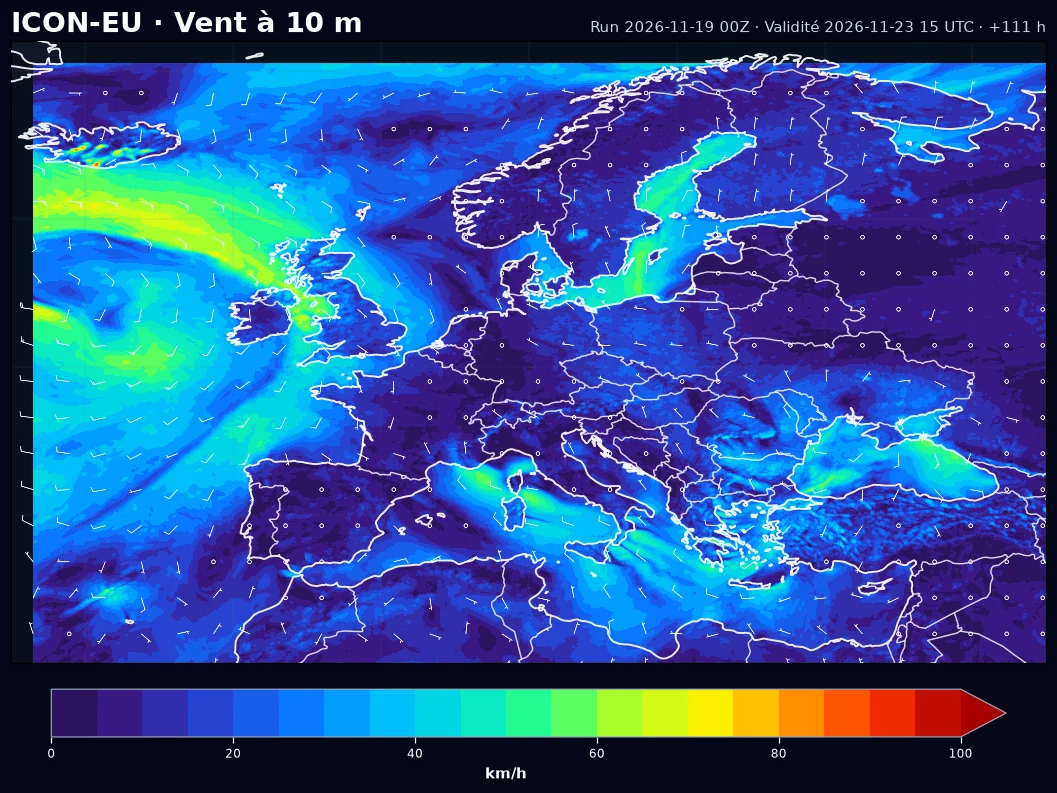 ICON-EU · Vent à 10 m
Run 2026-11-19 00Z · Validité 2026-11-23 15 UTC · +111 h
0 20 40 60 80 100
km/h